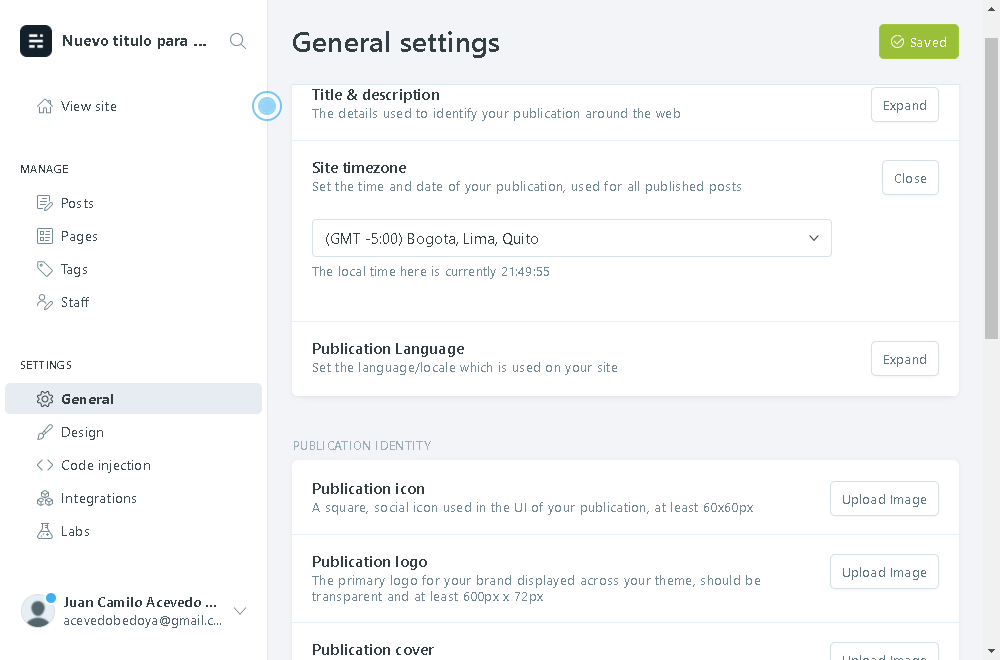 Nuevo titulo para ...
General settings
Saved
View site
Title & description
The details used to identify your publication around the web
Expand
MANAGE
Posts
Pages
Tags
Staff
Site timezone
Set the time and date of your publication, used for all published posts
Close
(GMT -5:00) Bogota, Lima, Quito
The local time here is currently 21:49:55
SETTINGS
General
Design
Code injection
Integrations
Labs
Publication Language
Set the language/locale which is used on your site
Expand
PUBLICATION IDENTITY
Publication icon
A square, social icon used in the UI of your publication, at least 60x60px
Upload Image
Publication logo
The primary logo for your brand displayed across your theme, should be
transparent and at least 600px x 72px
Upload Image
Publication cover
Upload Image
Juan Camilo Acevedo ...
acevedobedoya@gmail.c...